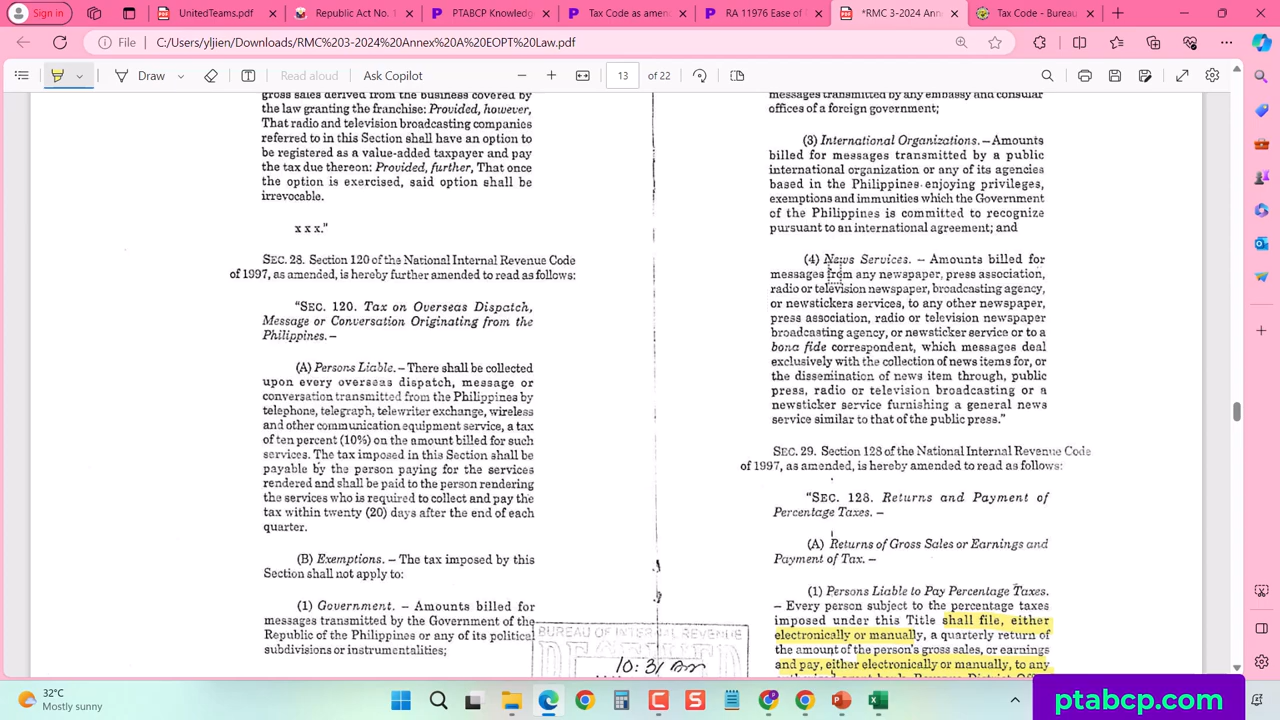 Sign in
UnitedTeams.pdf
Republic Act No. 1
PTABCP Knowled
Tax Code as amen
RA 11976 Ease of
*RMC 3-2024 Ann
Tax Code - Bureau
File
C:/Users/yljien/Downloads/RMC%203-2024%20Annex%20A%20EOPT%20Law.pdf
Draw
Read aloud
Ask Copilot
13
of 22
gross sales derived from the business covered by
the law granting the franchise: Provided, however,
That radio and television broadcasting companies
referred to in this Section shall have an option to
be registered as a value-added taxpayer and pay
the tax due thereon: Provided, further, That once
the option is exercised, said option shall be
irrevocable.
x x x."
SEC. 28. Section 120 of the National Internal Revenue Code
of 1997, as amended, is hereby further amended to read as follows:
"SEC. 120. Tax on Overseas Dispatch,
Message or Conversation Originating from the
Philippines. –
(A) Persons Liable. – There shall be collected
upon every overseas dispatch, message or
conversation transmitted from the Philippines by
telephone, telegraph, telewriter exchange, wireless
and other communication equipment service, a tax
of ten percent (10%) on the amount billed for such
services. The tax imposed in this Section shall be
payable by the person paying for the services
rendered and shall be paid to the person rendering
the services who is required to collect and pay the
tax within twenty (20) days after the end of each
quarter.
(B) Exemptions. – The tax imposed by this
Section shall not apply to:
(1) Government. – Amounts billed for
messages transmitted by the Government of the
Republic of the Philippines or any of its political
subdivisions or instrumentalities;
BUREAU OF INTERNAL REVENUE
10:31 Am
messages transmitted by any embassy and consular
offices of a foreign government;
(3) International Organizations. – Amounts
billed for messages transmitted by a public
international organization or any of its agencies
based in the Philippines enjoying privileges,
exemptions and immunities which the Government
of the Philippines is committed to recognize
pursuant to an international agreement; and
(4) News Services. – Amounts billed for
messages from any newspaper, press association,
radio or television newspaper, broadcasting agency,
or newstickers services, to any other newspaper,
press association, radio or television newspaper
broadcasting agency, or newsticker service or to a
bona fide correspondent, which messages deal
exclusively with the collection of news items for, or
the dissemination of news item through, public
press, radio or television broadcasting or a
newsticker service furnishing a general news
service similar to that of the public press."
SEC. 29. Section 128 of the National Internal Revenue Code
of 1997, as amended, is hereby amended to read as follows:
"SEC. 128. Returns and Payment of
Percentage Taxes. –
(A) Returns of Gross Sales or Earnings and
Payment of Tax. –
(1) Persons Liable to Pay Percentage Taxes.
– Every person subject to the percentage taxes
imposed under this Title shall file, either
electronically or manually, a quarterly return of
the amount of the person's gross sales, or earnings
and pay, either electronically or manually, to any
32°C
Mostly sunny
ptabcp.com